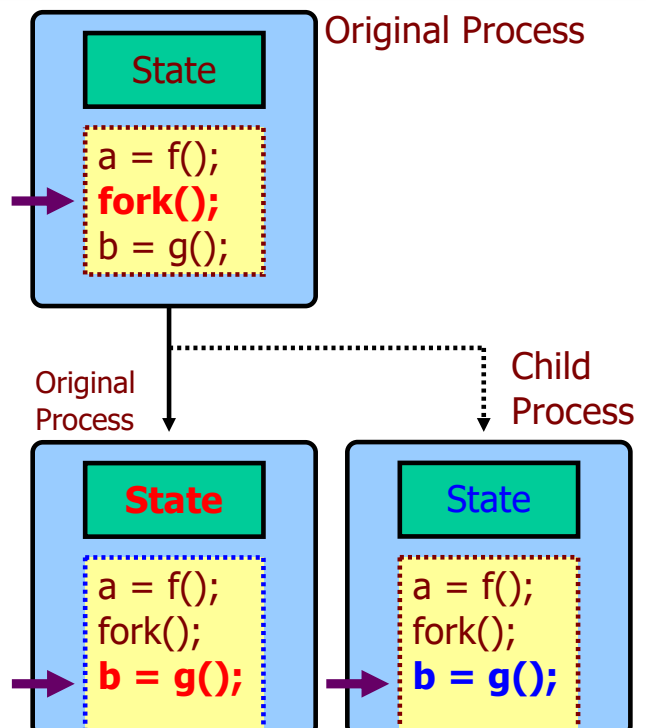 Original Process
State
a = f();
fork();
b = g();
Original
Process
Child
Process
State
a = f();
fork();
b = g();
State
a = f();
fork();
b = g();